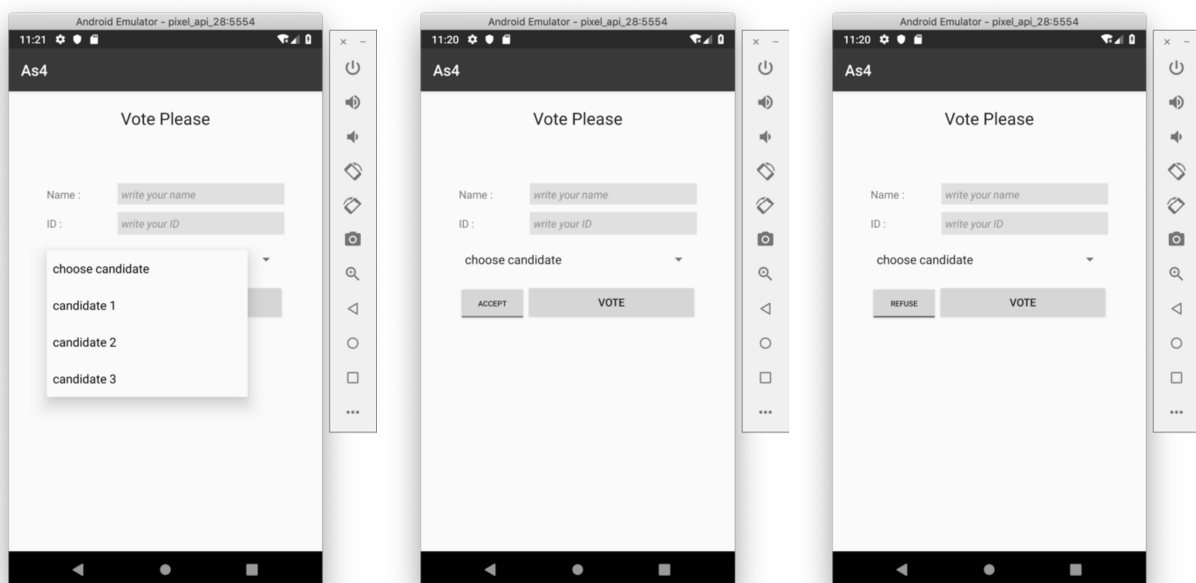 Android Emulator - pixel_api_28:5554
11:21
As4
Vote Please
Name :
write your name
ID :
write your ID
choose candidate
candidate 1
candidate 2
candidate 3
Android Emulator - pixel_api_28:5554
11:20
As4
Vote Please
Name :
write your name
ID :
write your ID
choose candidate
ACCEPT
VOTE
Android Emulator - pixel_api_28:5554
11:20
As4
Vote Please
Name :
write your name
ID :
write your ID
choose candidate
REFUSE
VOTE